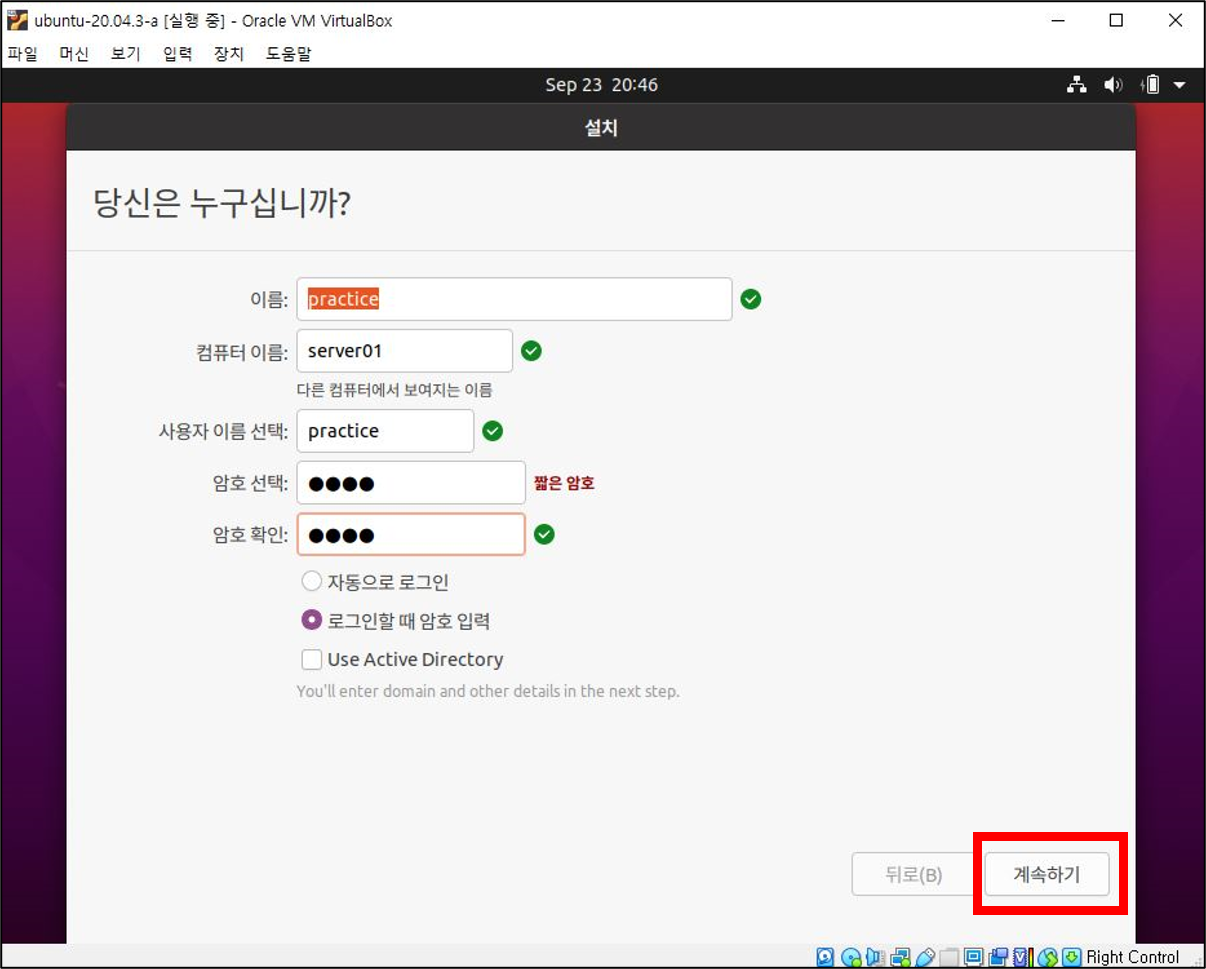 ubuntu-20.04.3-a [실행 중] - Oracle VM VirtualBox
파일 머신 보기 입력 장치 도움말
Sep 23 20:46
설치
당신은 누구십니까?
이름: practice
컴퓨터 이름: server01
다른 컴퓨터에서 보여지는 이름
사용자 이름 선택: practice
암호 선택: ●●●● 짧은 암호
암호 확인: ●●●●
자동으로 로그인
로그인할 때 암호 입력
Use Active Directory
You'll enter domain and other details in the next step.
뒤로(B) 계속하기
Right Control